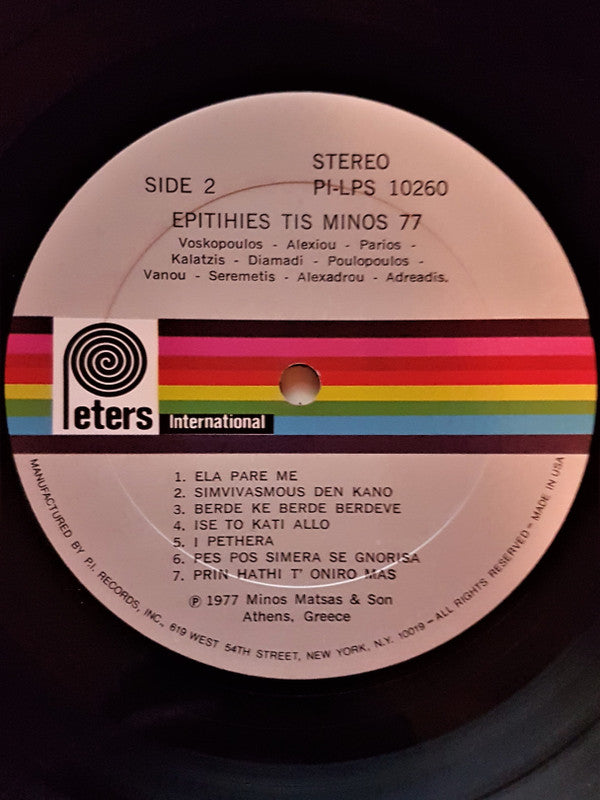 STEREO
SIDE 2 PI-LPS 10260
EPITIHIES TIS MINOS 77
Voskopoulos - Alexiou - Parios -
Kalatzis - Diamadi - Poulopoulos -
Vanou - Seremetis - Alexadrou - Adreadis.
Peters International
1. ELA PARE ME
2. SIMVIVASMOUS DEN KANO
3. BERDE KE BERDE BERDEVE
4. ISE TO KATI ALLO
5. I PETHERA
6. PES POS SIMERA SE GNORISA
7. PRIN HATHI T' ONIRO MAS
℗ 1977 Minos Matsas & Son
Athens, Greece
MANUFACTURED BY P.I. RECORDS, INC., 619 WEST 54TH STREET, NEW YORK, N.Y. 10019 – ALL RIGHTS RESERVED – MADE IN USA